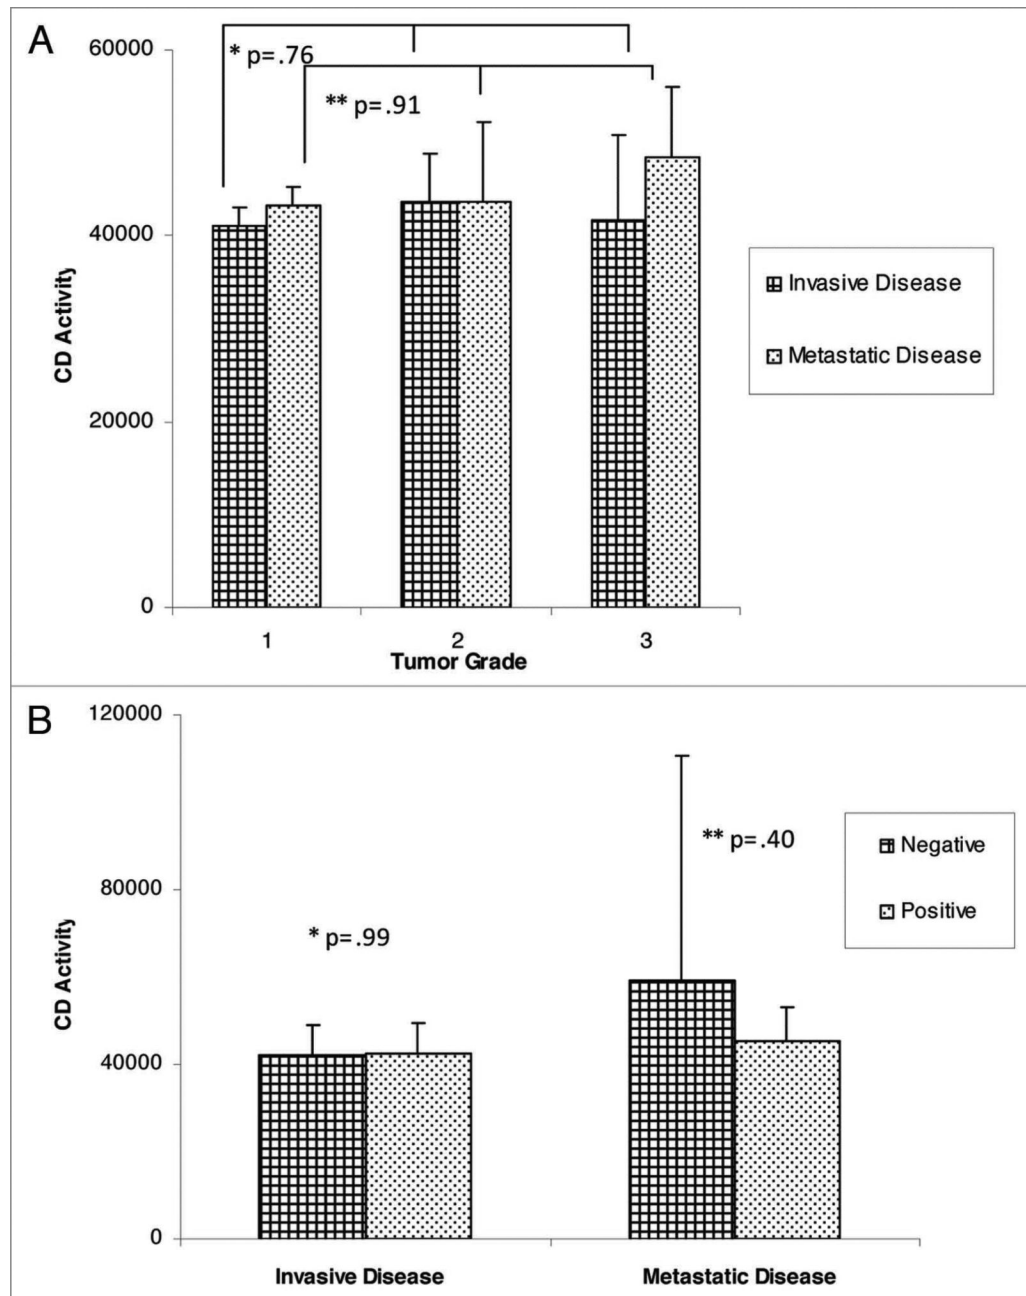 A
60000
* p=.76
** p=.91
40000
CD Activity
20000
0
1
2
3
Tumor Grade
Invasive Disease
Metastatic Disease
B
120000
** p=.40
80000
* p=.99
CD Activity
40000
0
Invasive Disease
Metastatic Disease
Negative
Positive